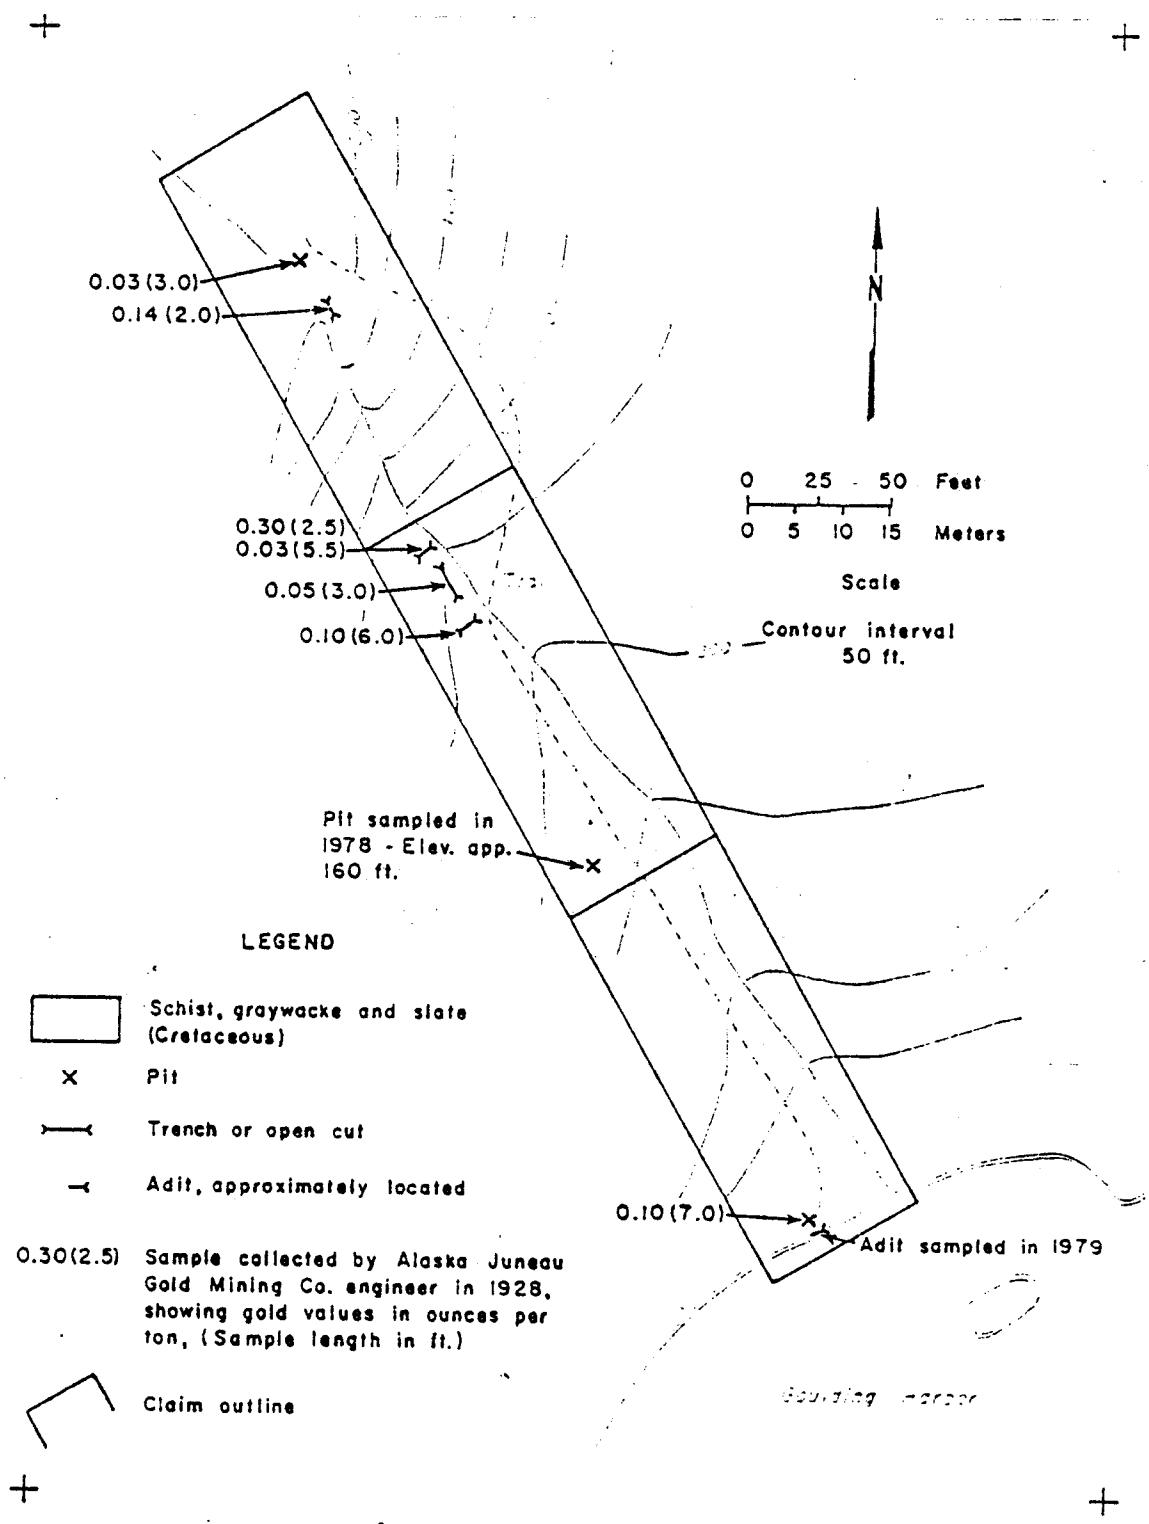 0.03(3.0)
0.14(2.0)
N
0 25 50 Feet
0 5 10 15 Meters
Scale
0.30(2.5)
0.03(5.5)
0.05(3.0)
0.10(6.0)
Contour interval
50 ft.
Pit sampled in
1978 - Elev. app.
160 ft.
LEGEND
Schist, graywacke and slate
(Cretaceous)
Pit
Trench or open cut
Adit, approximately located
0.10(7.0)
Adit sampled in 1979
0.30(2.5) Sample collected by Alaska Juneau
Gold Mining Co. engineer in 1928,
showing gold values in ounces per
ton, (Sample length in ft.)
Claim outline
Goulding Harbor